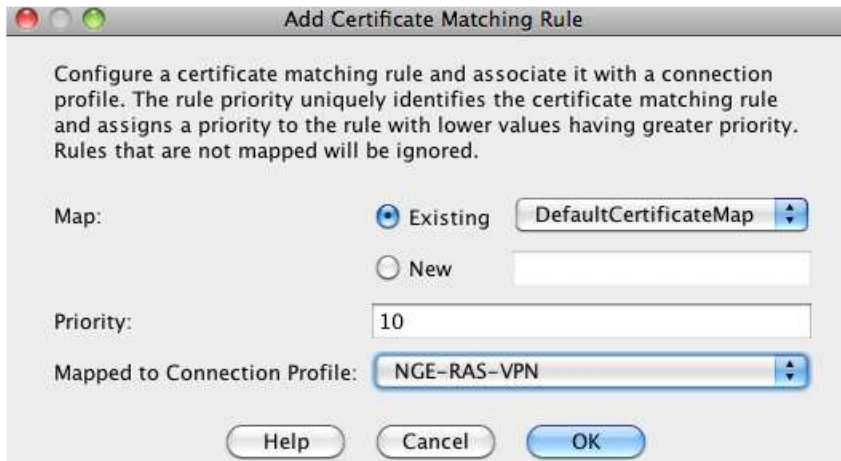 Add Certificate Matching Rule
Configure a certificate matching rule and associate it with a connection
profile. The rule priority uniquely identifies the certificate matching rule
and assigns a priority to the rule with lower values having greater priority.
Rules that are not mapped will be ignored.
Map: Existing DefaultCertificateMap
New
Priority: 10
Mapped to Connection Profile: NGE-RAS-VPN
Help Cancel OK